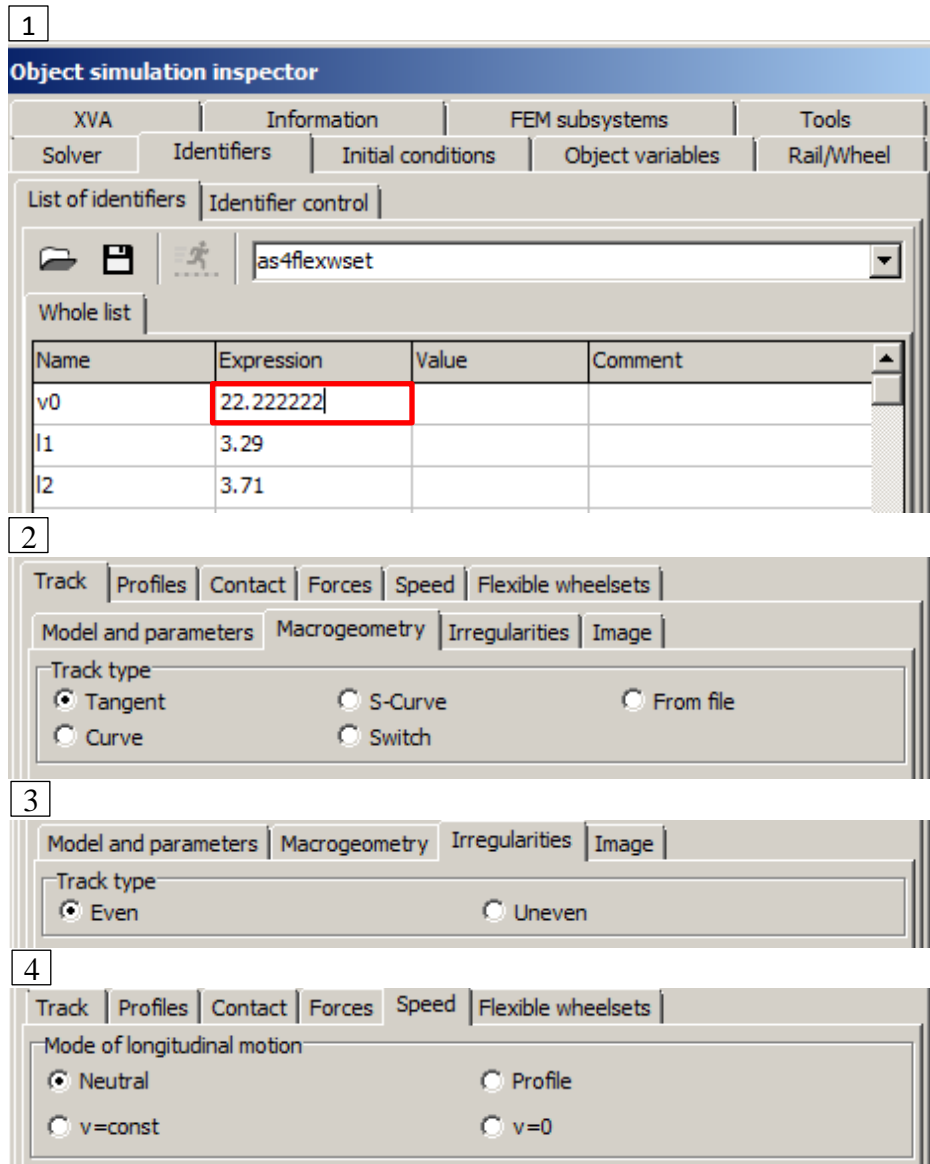 1
Object simulation inspector
XVA Information FEM subsystems Tools
Solver Identifiers Initial conditions Object variables Rail/Wheel
List of identifiers Identifier control
as4flexwset
Whole list
Name Expression Value Comment
v0 22.222222
l1 3.29
l2 3.71
2
Track Profiles Contact Forces Speed Flexible wheelsets
Model and parameters Macrogeometry Irregularities Image
Track type
Tangent S-Curve From file
Curve Switch
3
Model and parameters Macrogeometry Irregularities Image
Track type
Even Uneven
4
Track Profiles Contact Forces Speed Flexible wheelsets
Mode of longitudinal motion
Neutral Profile
v=const v=0